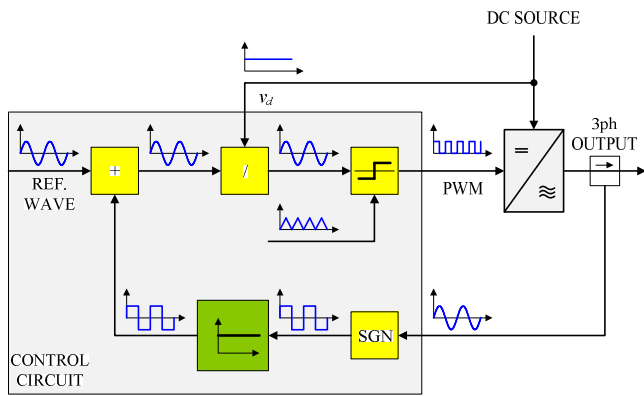 DC SOURCE
v_d
3ph
OUTPUT
REF.
WAVE
+
/
PWM
=
≋
SGN
CONTROL
CIRCUIT